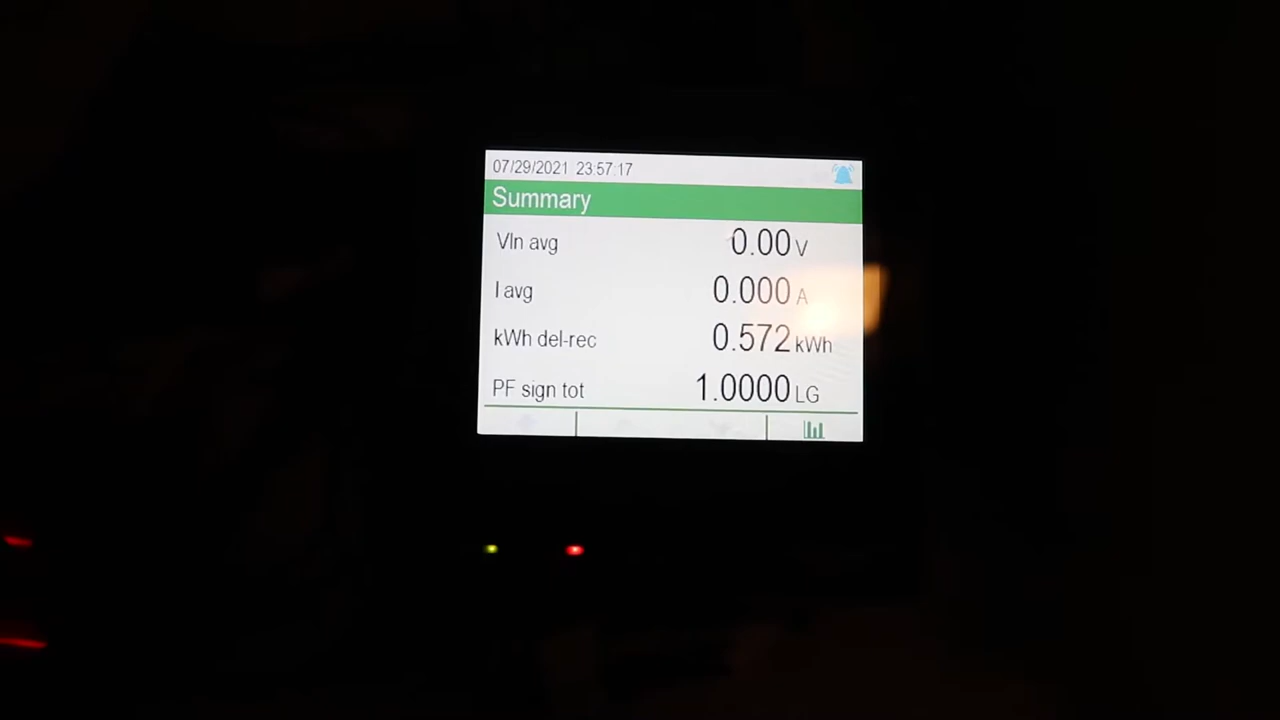 07/29/2021 23:57:17
Summary
Vln avg 0.00 V
I avg 0.000 A
kWh del-rec 0.572 kWh
PF sign tot 1.0000 LG